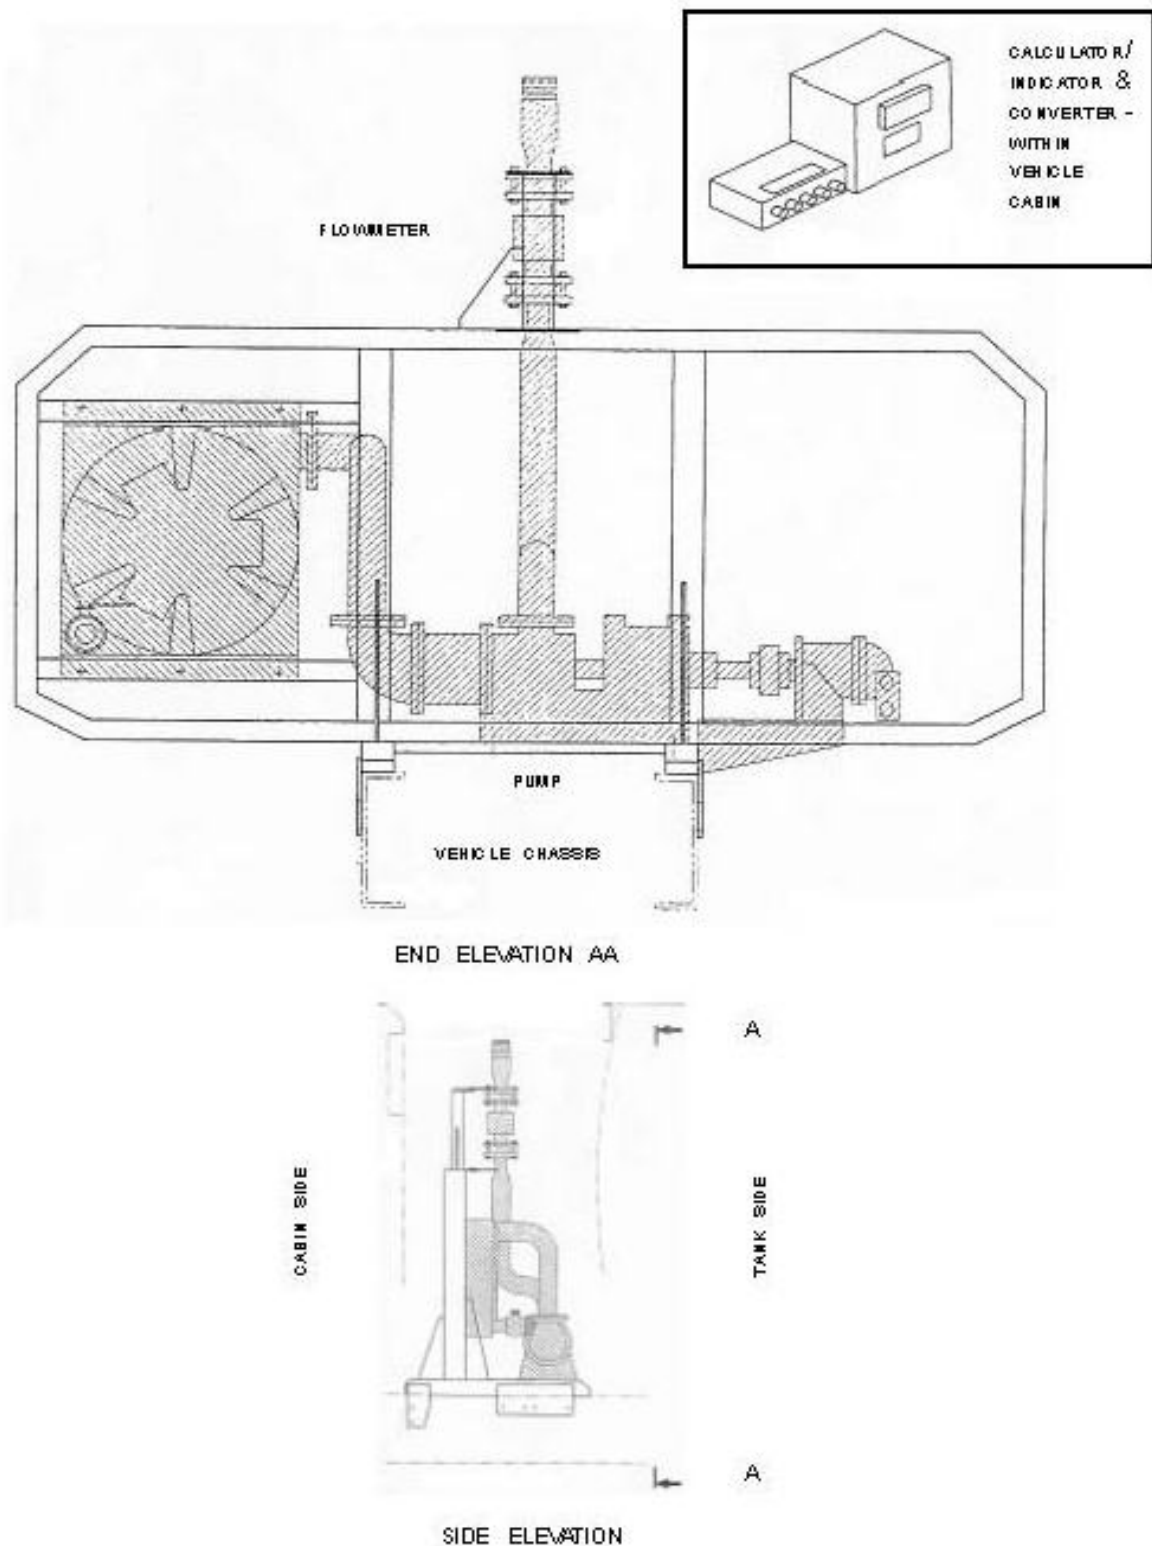 CALCULATOR/
INDICATOR &
CONVERTER -
WITHIN
VEHICLE
CABIN
FLOWMETER
PUMP
VEHICLE CHASSIS
END ELEVATION AA
A
CABIN SIDE
TANK SIDE
A
SIDE ELEVATION